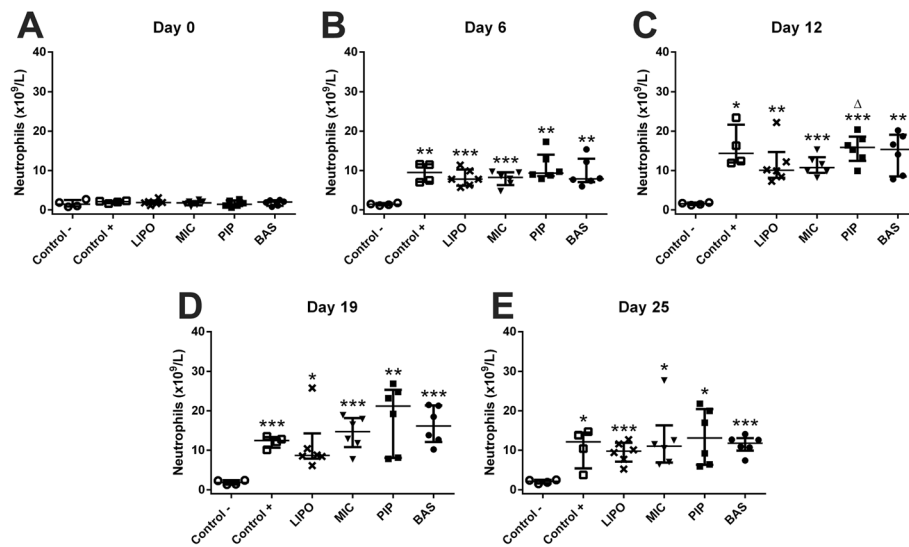 A
Day 0
Neutrophils (x10⁹/L)
40
30
20
10
0
Control -
Control +
LIPO
MIC
PIP
BAS
B
Day 6
Neutrophils (x10⁹/L)
40
30
20
10
0
**
***
***
**
**
Control -
Control +
LIPO
MIC
PIP
BAS
C
Day 12
Neutrophils (x10⁹/L)
40
30
20
10
0
*
**
***
Δ
***
**
Control -
Control +
LIPO
MIC
PIP
BAS
D
Day 19
Neutrophils (x10⁹/L)
40
30
20
10
0
***
*
***
**
***
Control -
Control +
LIPO
MIC
PIP
BAS
E
Day 25
Neutrophils (x10⁹/L)
40
30
20
10
0
*
***
*
*
***
Control -
Control +
LIPO
MIC
PIP
BAS